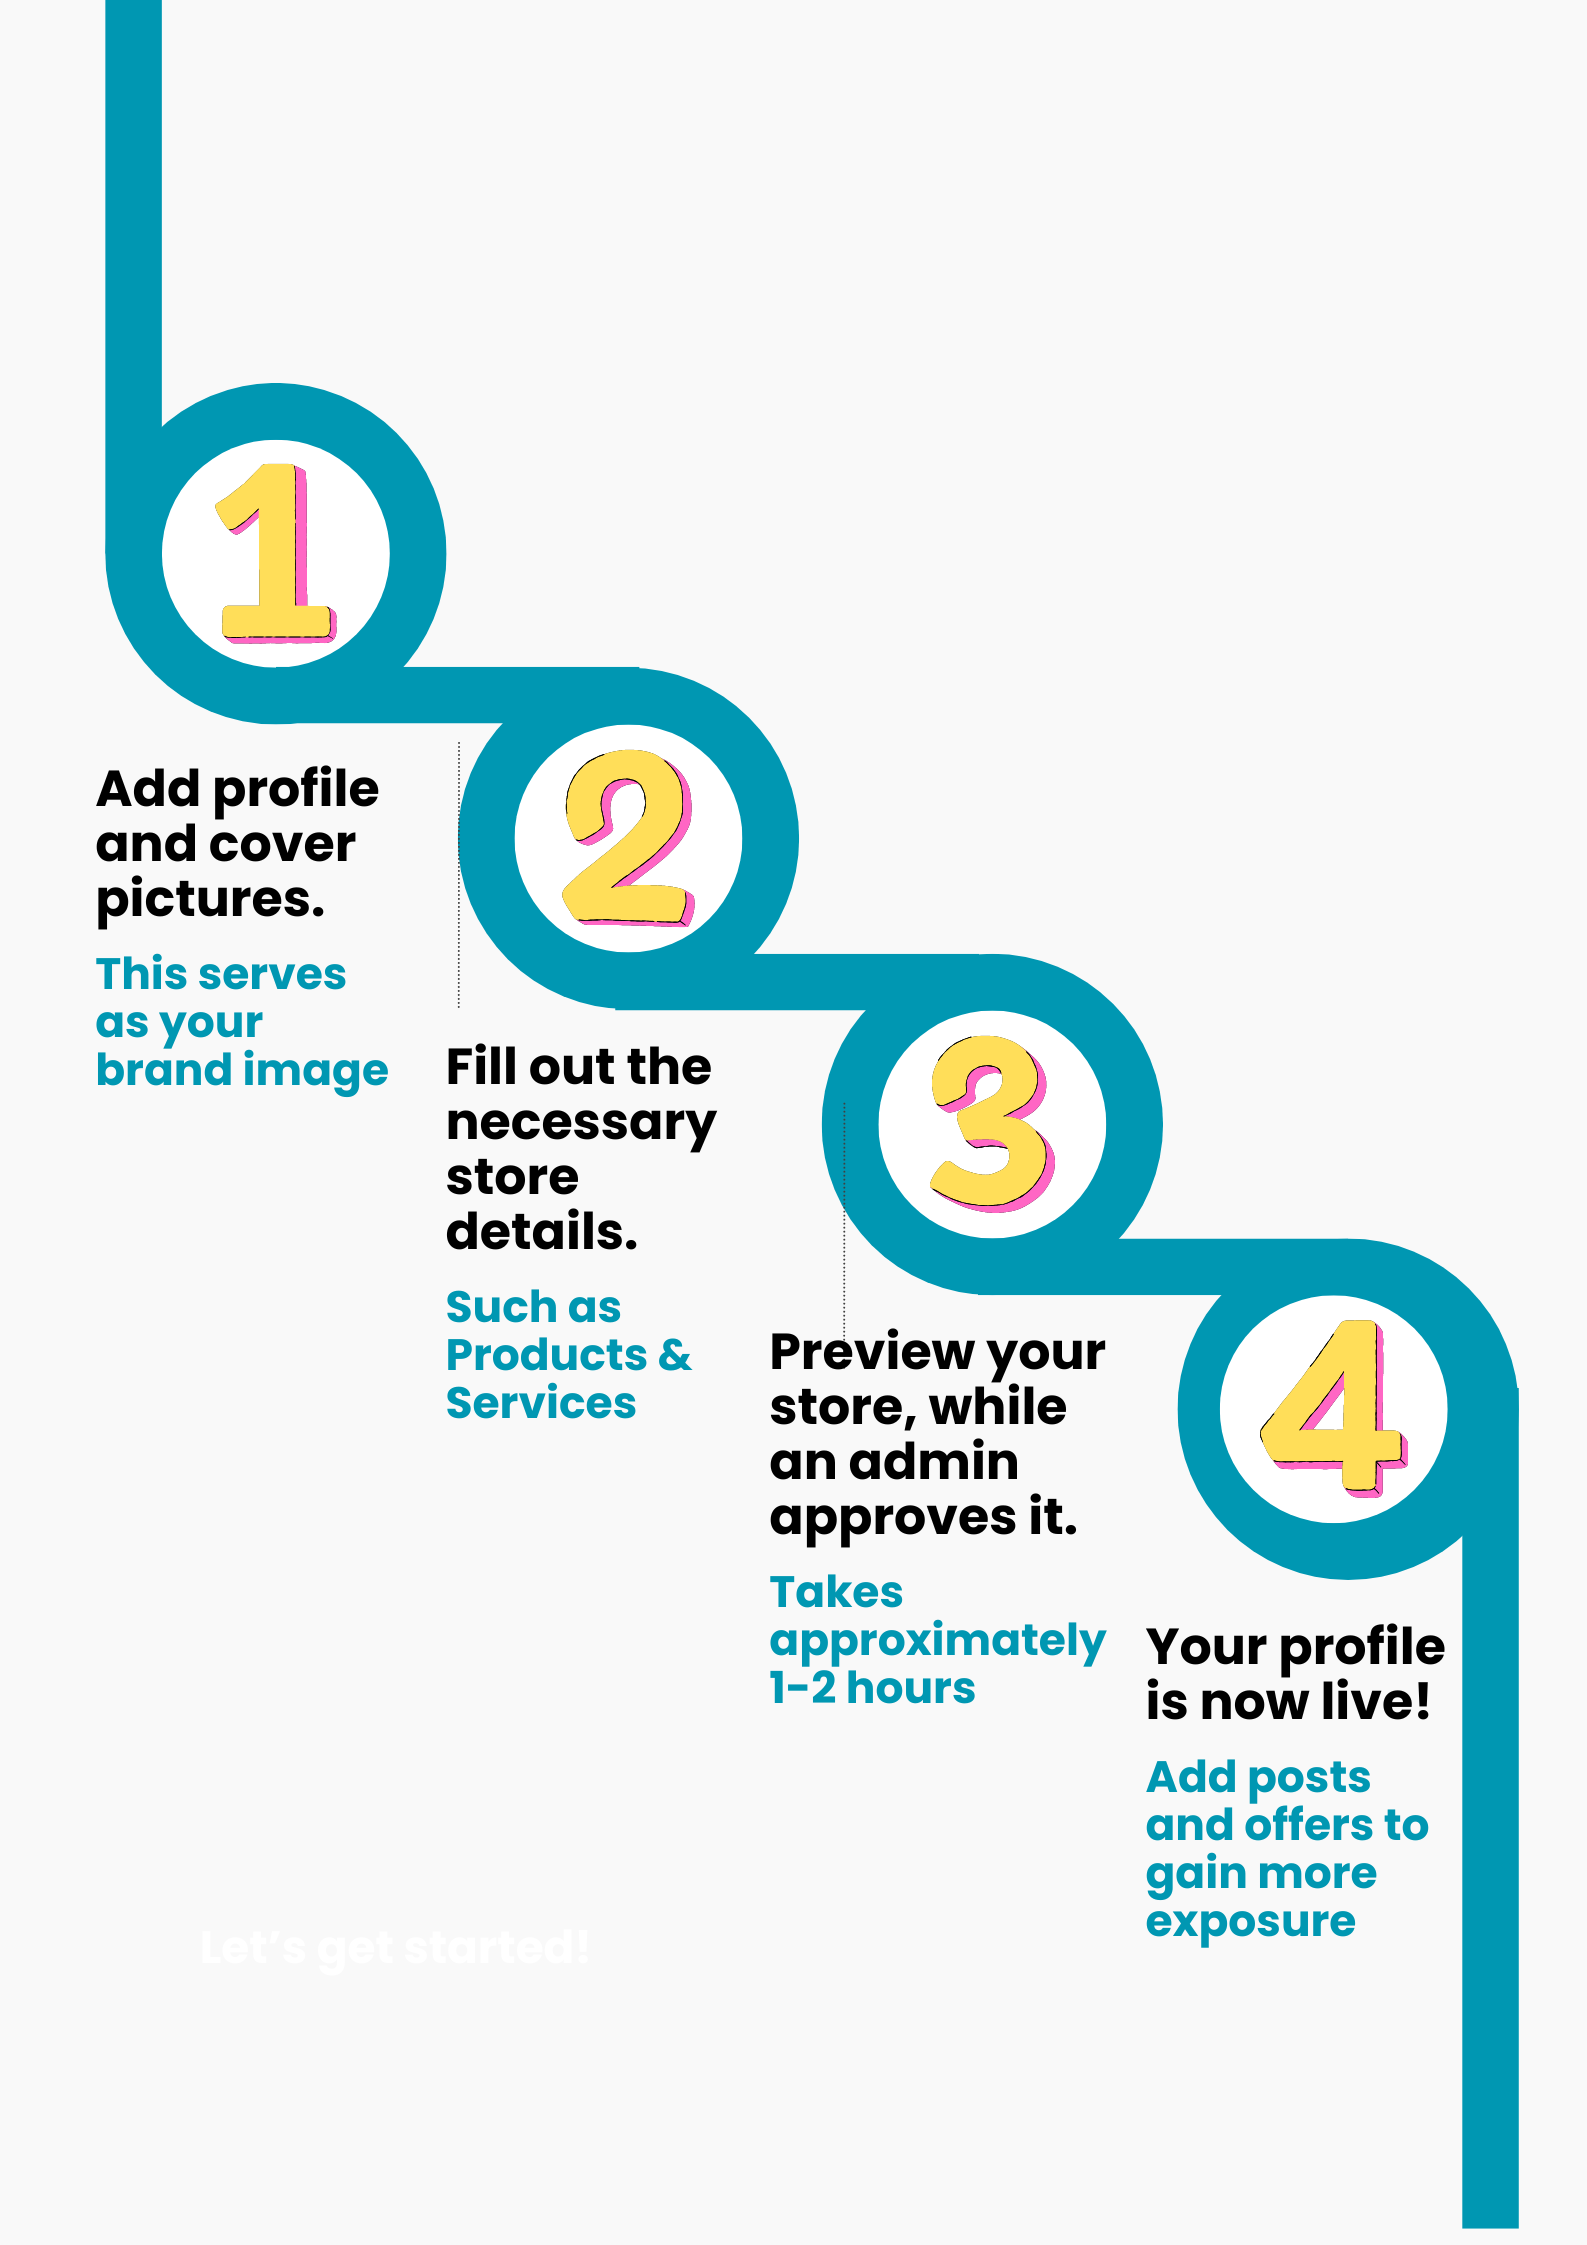 1
Add profile
and cover
pictures.
This serves
as your
brand image
2
Fill out the
necessary
store
details.
Such as
Products &
Services
3
Preview your
store, while
an admin
approves it.
Takes
approximately
1-2 hours
4
Your profile
is now live!
Add posts
and offers to
gain more
exposure
Let's get started!